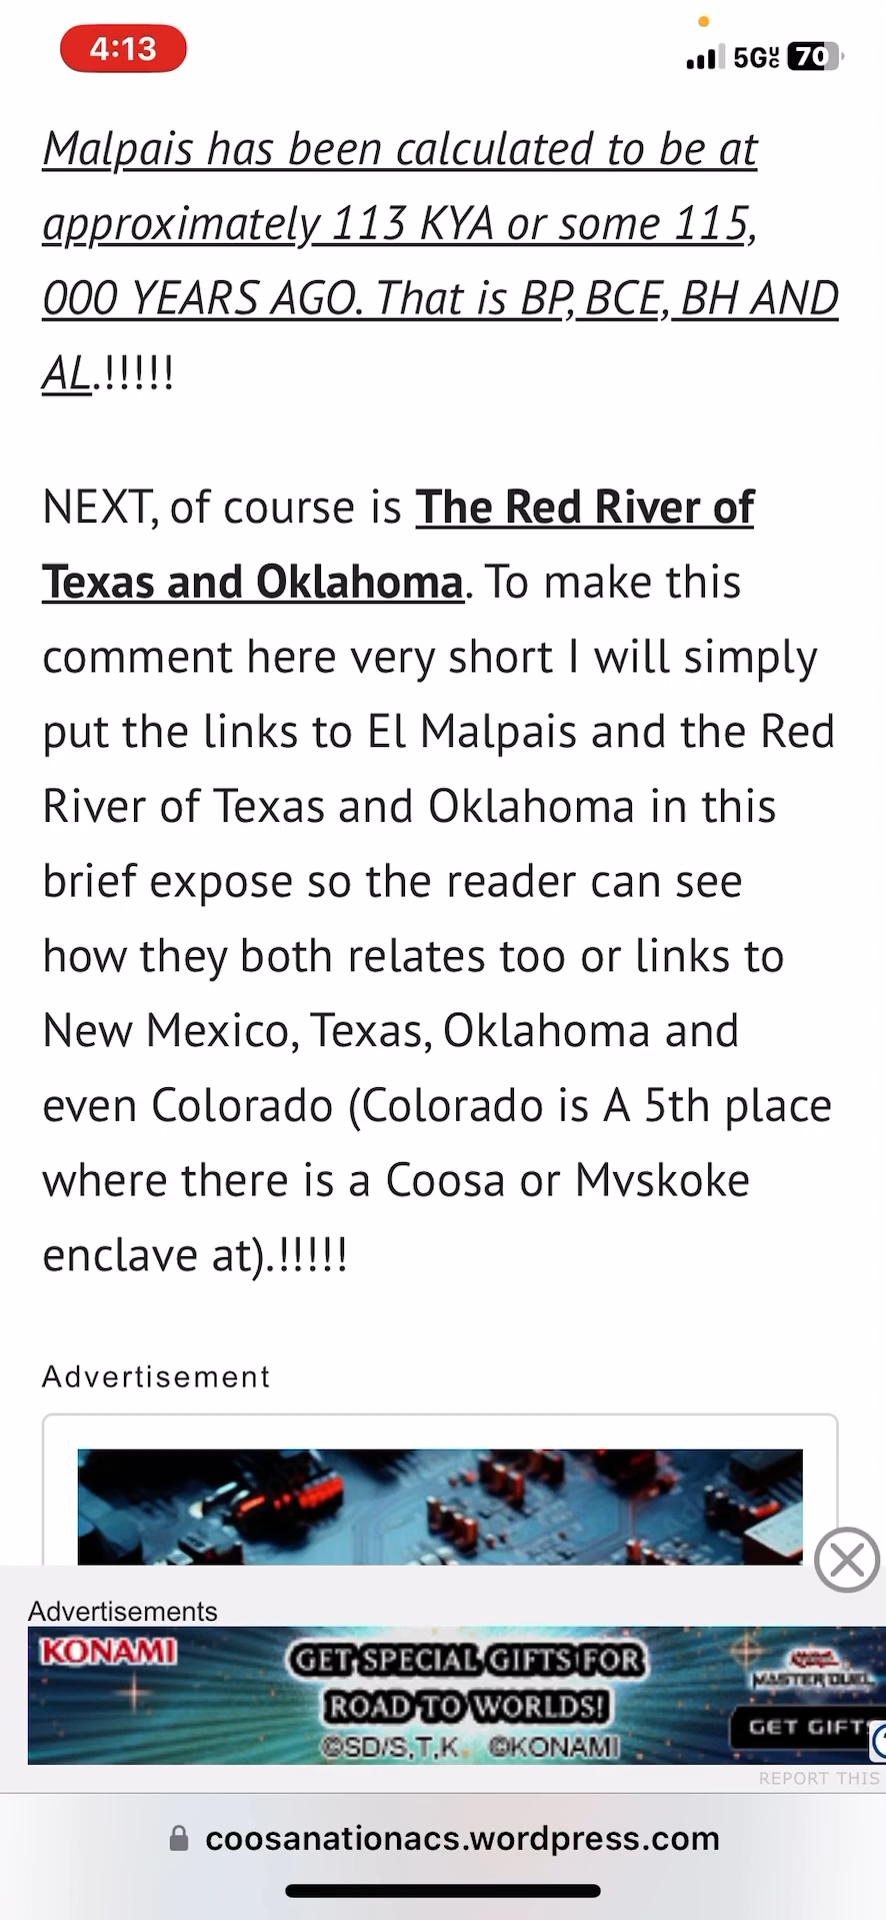 4:13
5G UC 70
Malpais has been calculated to be at
approximately 113 KYA or some 115,
000 YEARS AGO. That is BP, BCE, BH AND
AL.!!!!!
NEXT, of course is The Red River of
Texas and Oklahoma. To make this
comment here very short I will simply
put the links to El Malpais and the Red
River of Texas and Oklahoma in this
brief expose so the reader can see
how they both relates too or links to
New Mexico, Texas, Oklahoma and
even Colorado (Colorado is A 5th place
where there is a Coosa or Mvskoke
enclave at).!!!!!
Advertisement
Advertisements
KONAMI
GET SPECIAL GIFTS FOR
ROAD TO WORLDS!
©SD/S,T,K ©KONAMI
MASTER DUEL
GET GIFT
REPORT THIS
coosanationacs.wordpress.com